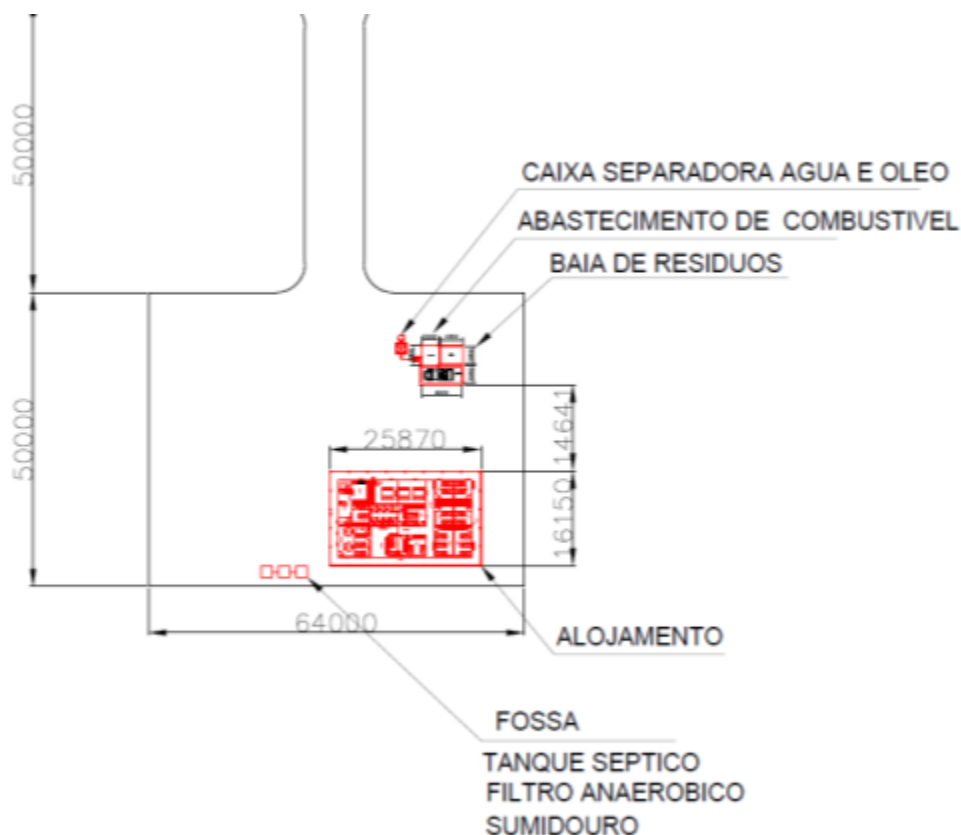 50000
CAIXA SEPARADORA AGUA E OLEO
ABASTECIMENTO DE COMBUSTIVEL
BAIA DE RESIDUOS
50000
14641
25870
16150
64000
ALOJAMENTO
FOSSA
TANQUE SEPTICO
FILTRO ANAEROBICO
SUMIDOURO